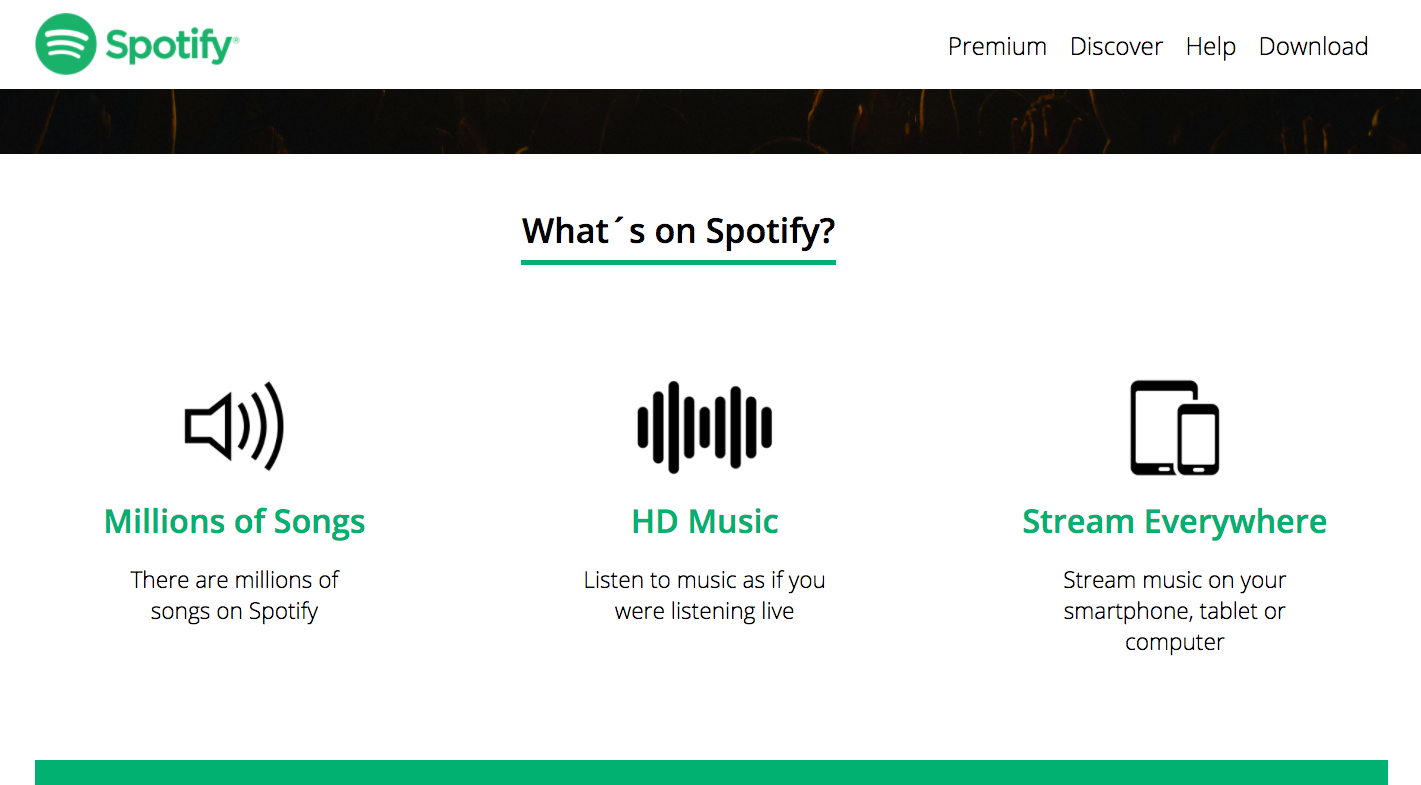 Spotify®
Premium Discover Help Download
What´s on Spotify?
Millions of Songs
There are millions of
songs on Spotify
HD Music
Listen to music as if you
were listening live
Stream Everywhere
Stream music on your
smartphone, tablet or
computer